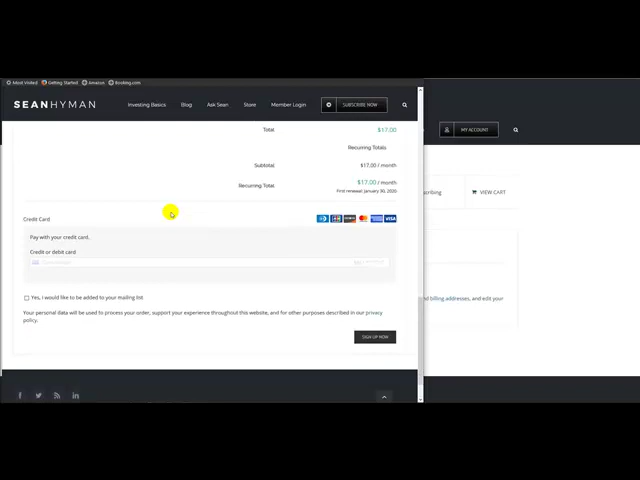 Most Visited Getting Started Amazon Booking.com
SEANHYMAN Investing Basics Blog Ask Sean Store Member Login SUBSCRIBE NOW
MY ACCOUNT
Total $17.00
Recurring Totals
Subtotal $17.00 / month
Recurring Total $17.00 / month
First renewal: January 30, 2020
Credit Card VISA
Pay with your credit card.
Credit or debit card
Yes, I would like to be added to your mailing list
Your personal data will be used to process your order, support your experience throughout this website, and for other purposes described in our privacy
policy.
SIGN UP NOW
VIEW CART
billing addresses, and edit your